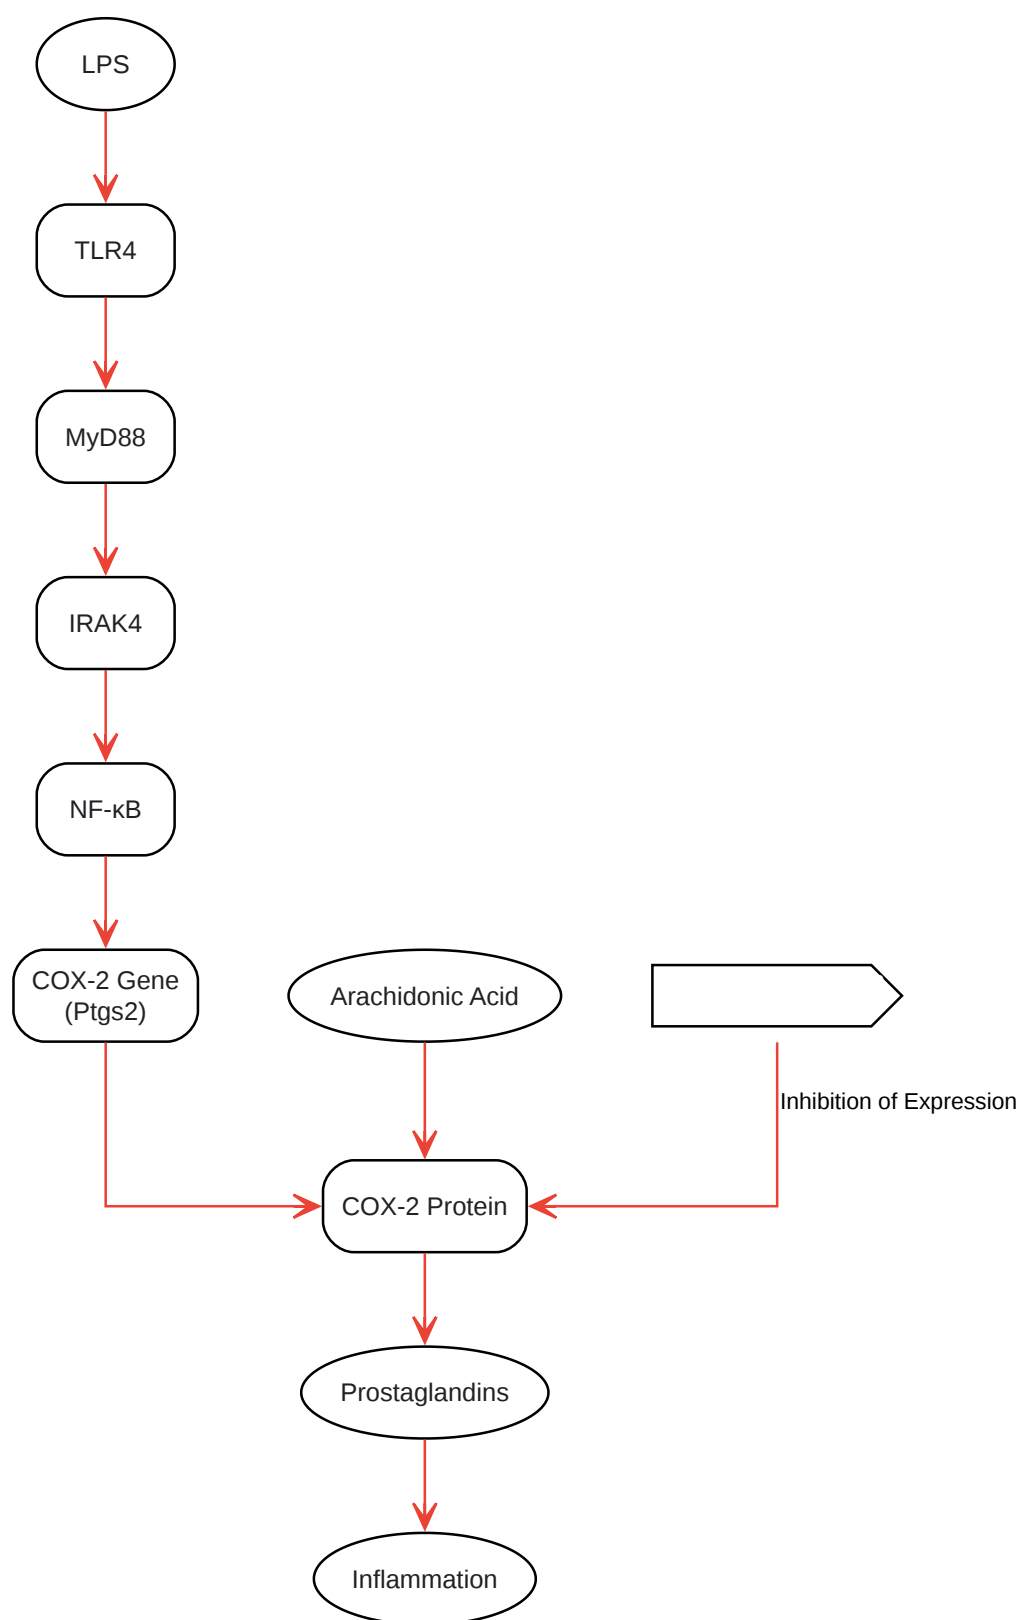 LPS
TLR4
MyD88
IRAK4
NF-κB
COX-2 Gene
(Ptgs2)
Arachidonic Acid
Inhibition of Expression
COX-2 Protein
Prostaglandins
Inflammation